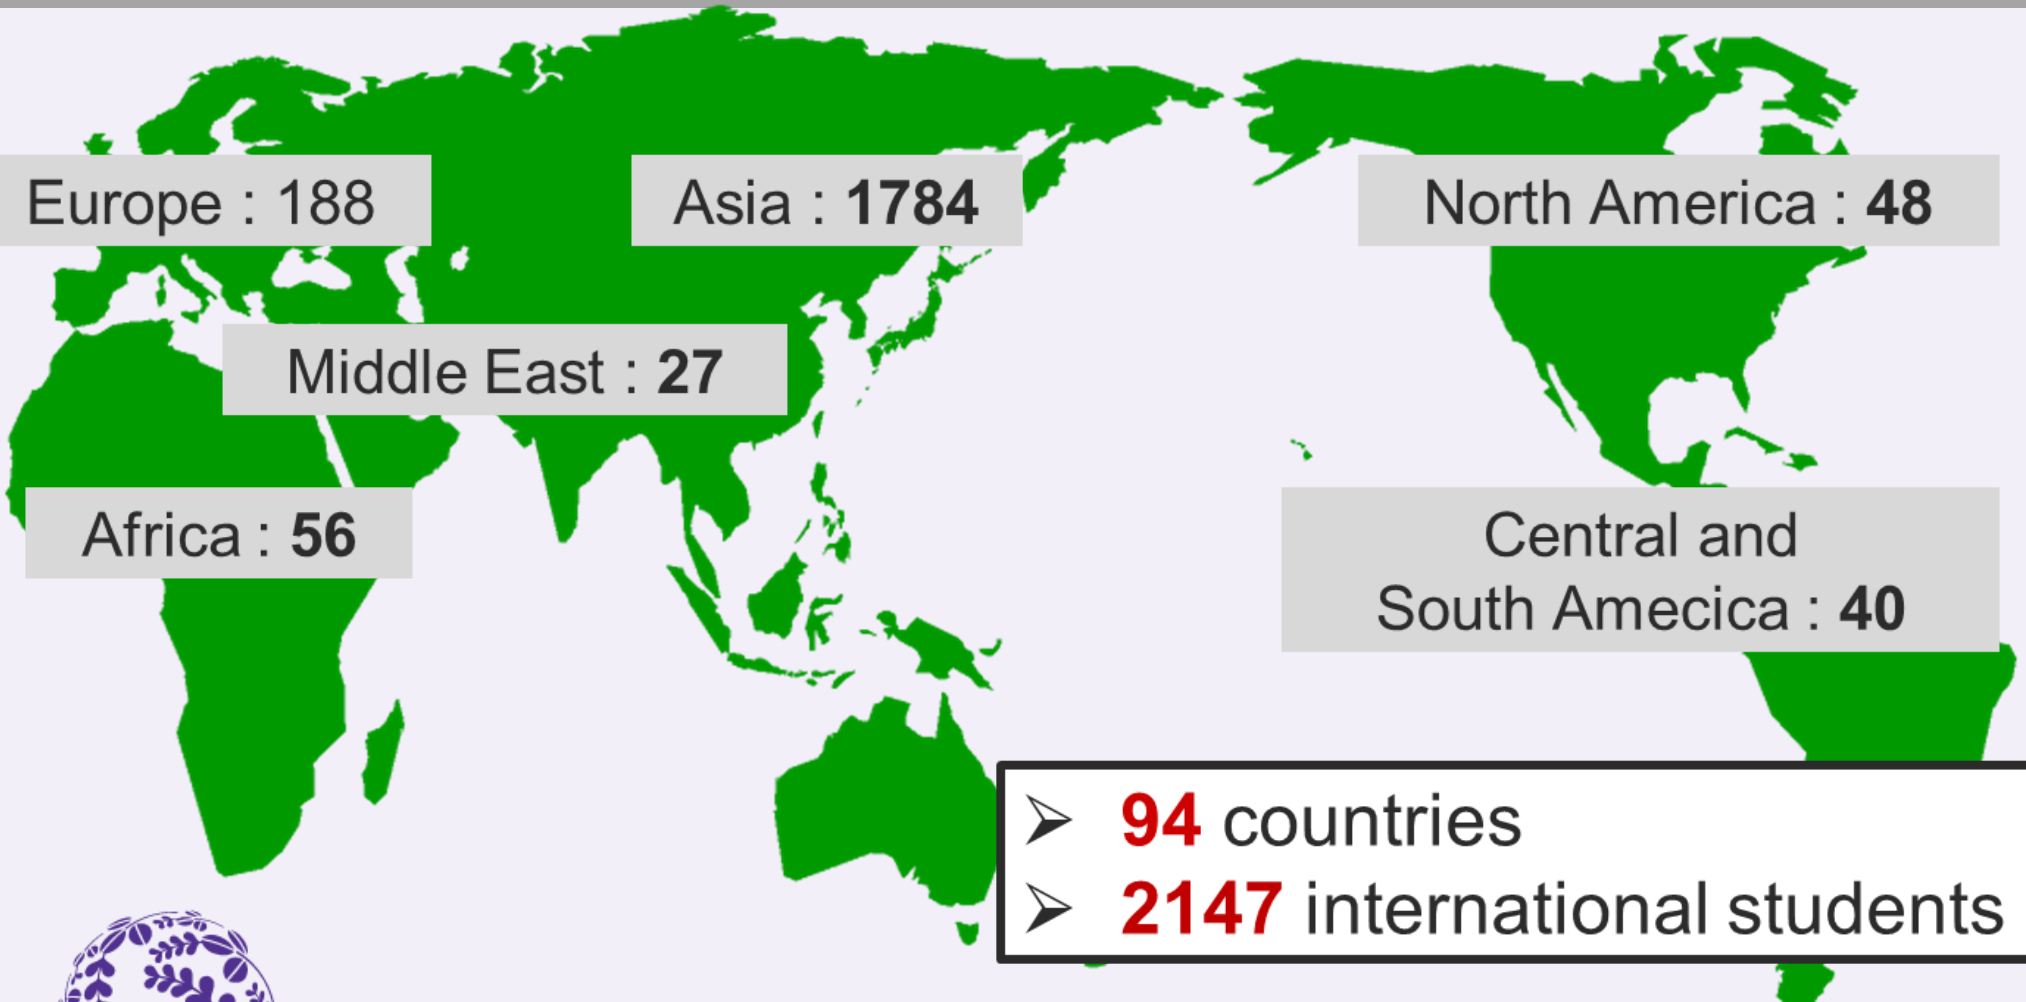 Europe : 188
Asia : 1784
North America : 48
Middle East : 27
Africa : 56
Central and
South Amecica : 40
➢ 94 countries
➢ 2147 international students